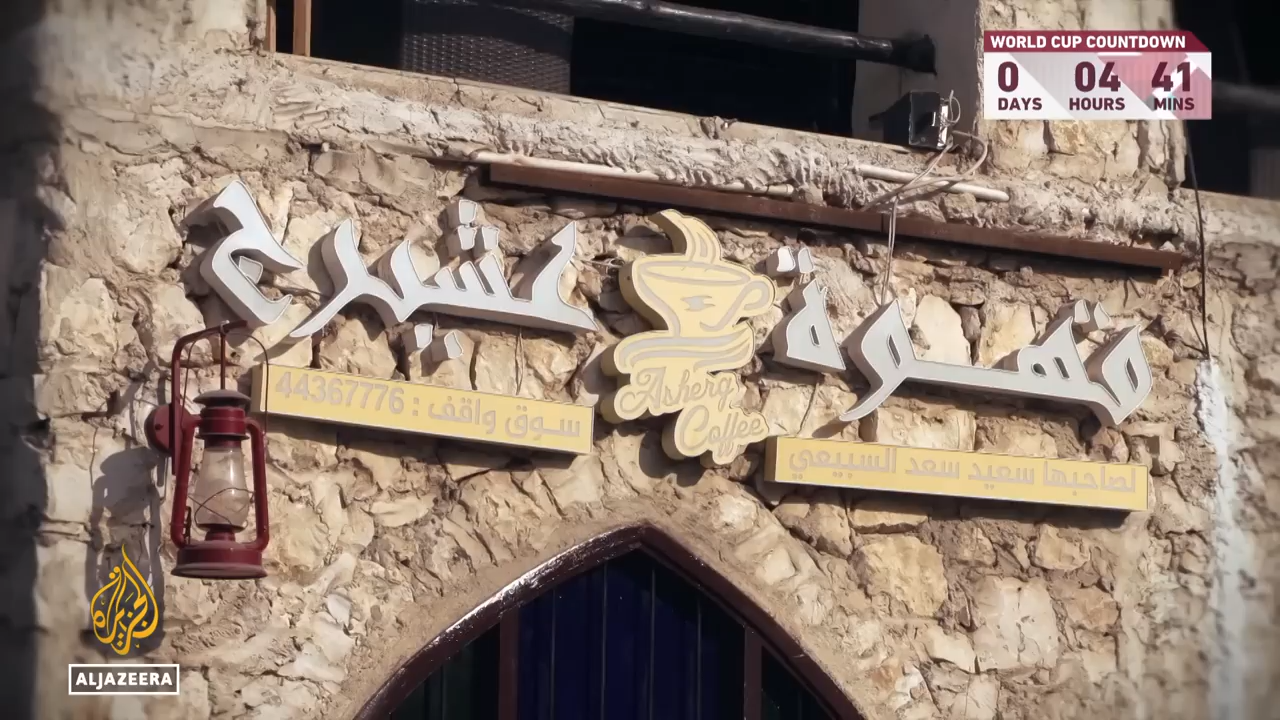 WORLD CUP COUNTDOWN
0 04 41
DAYS HOURS MINS
قهوة
Asherg
Coffee
لصاحبها سعيد سعد السبيعي
سوق واقف : 44367776
الجزيرة
ALJAZEERA